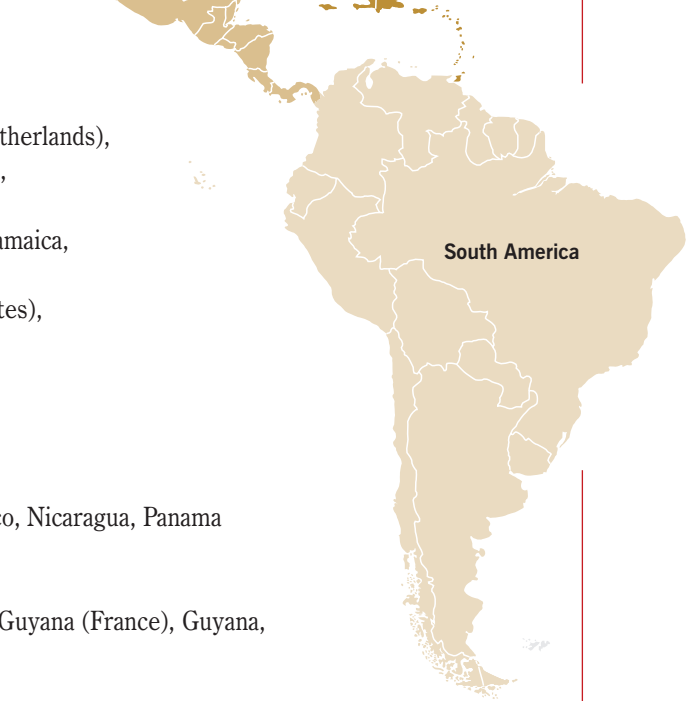 therlands),
,
amaica,
South America
tes),
co, Nicaragua, Panama
Guyana (France), Guyana,